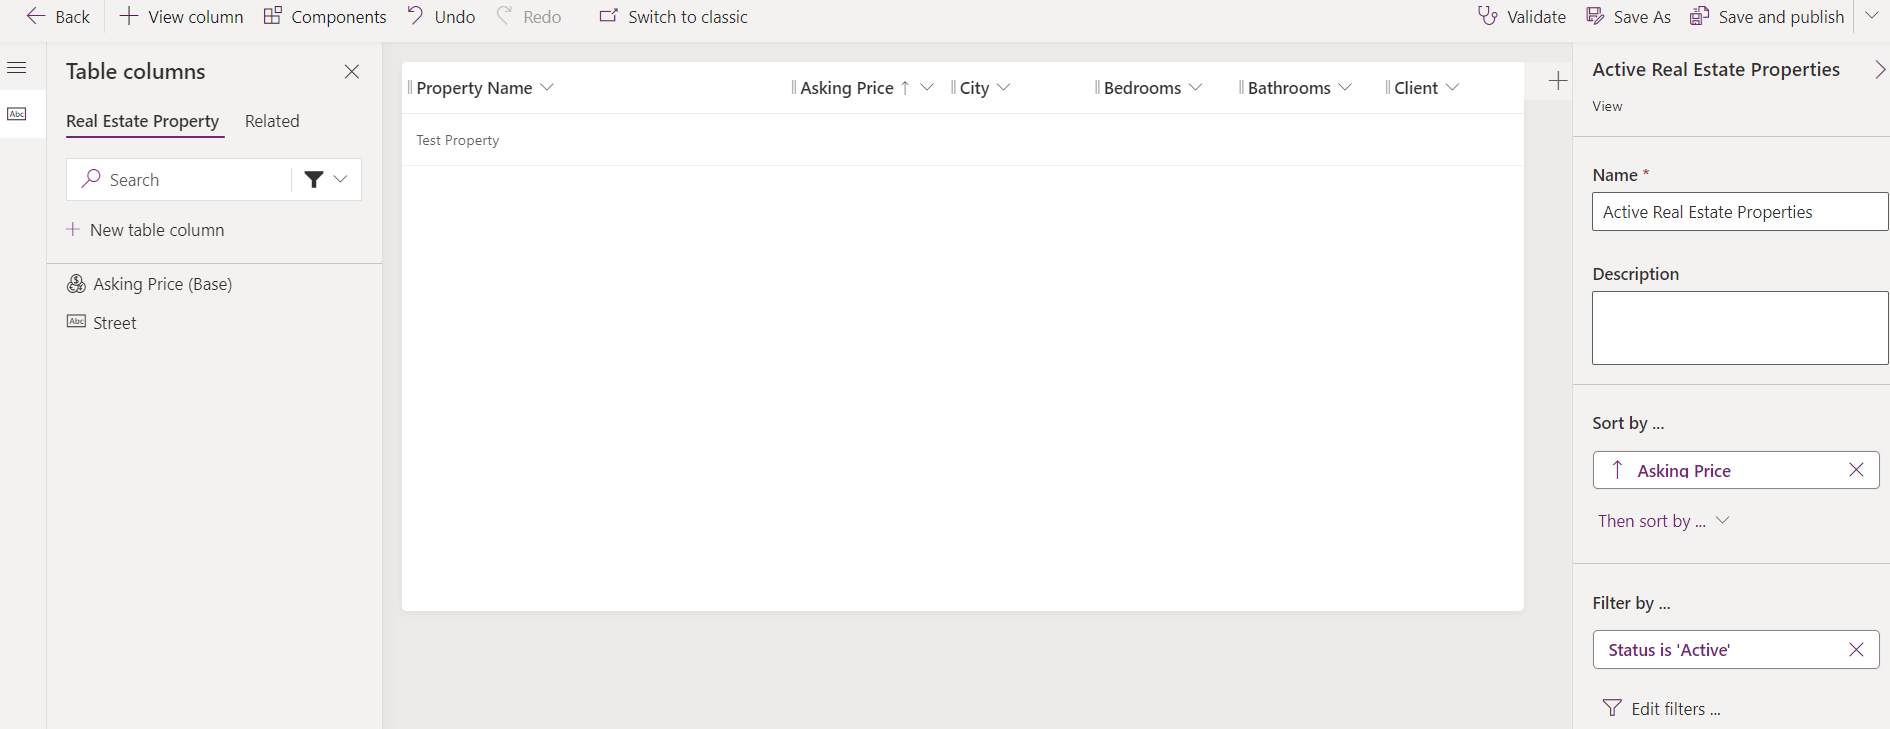 Back
View column
Components
Undo
Redo
Switch to classic
Validate
Save As
Save and publish
Table columns
Real Estate Property
Related
Search
New table column
Abc
Asking Price (Base)
Abc Street
Property Name
Asking Price
City
Bedrooms
Bathrooms
Client
Test Property
Active Real Estate Properties
View
Name *
Active Real Estate Properties
Description
Sort by ...
Asking Price
Then sort by ...
Filter by ...
Status is 'Active'
Edit filters ...